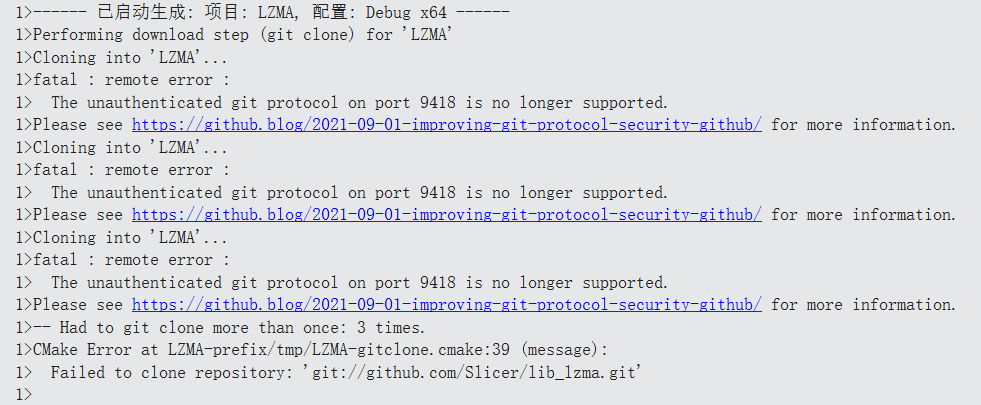 1>------ 已启动生成: 项目: LZMA, 配置: Debug x64 ------
1>Performing download step (git clone) for 'LZMA'
1>Cloning into 'LZMA'...
1>fatal : remote error :
1>  The unauthenticated git protocol on port 9418 is no longer supported.
1>Please see https://github.blog/2021-09-01-improving-git-protocol-security-github/ for more information.
1>Cloning into 'LZMA'...
1>fatal : remote error :
1>  The unauthenticated git protocol on port 9418 is no longer supported.
1>Please see https://github.blog/2021-09-01-improving-git-protocol-security-github/ for more information.
1>Cloning into 'LZMA'...
1>fatal : remote error :
1>  The unauthenticated git protocol on port 9418 is no longer supported.
1>Please see https://github.blog/2021-09-01-improving-git-protocol-security-github/ for more information.
1>-- Had to git clone more than once: 3 times.
1>CMake Error at LZMA-prefix/tmp/LZMA-gitclone.cmake:39 (message):
1>  Failed to clone repository: 'git://github.com/Slicer/lib_lzma.git'
1>